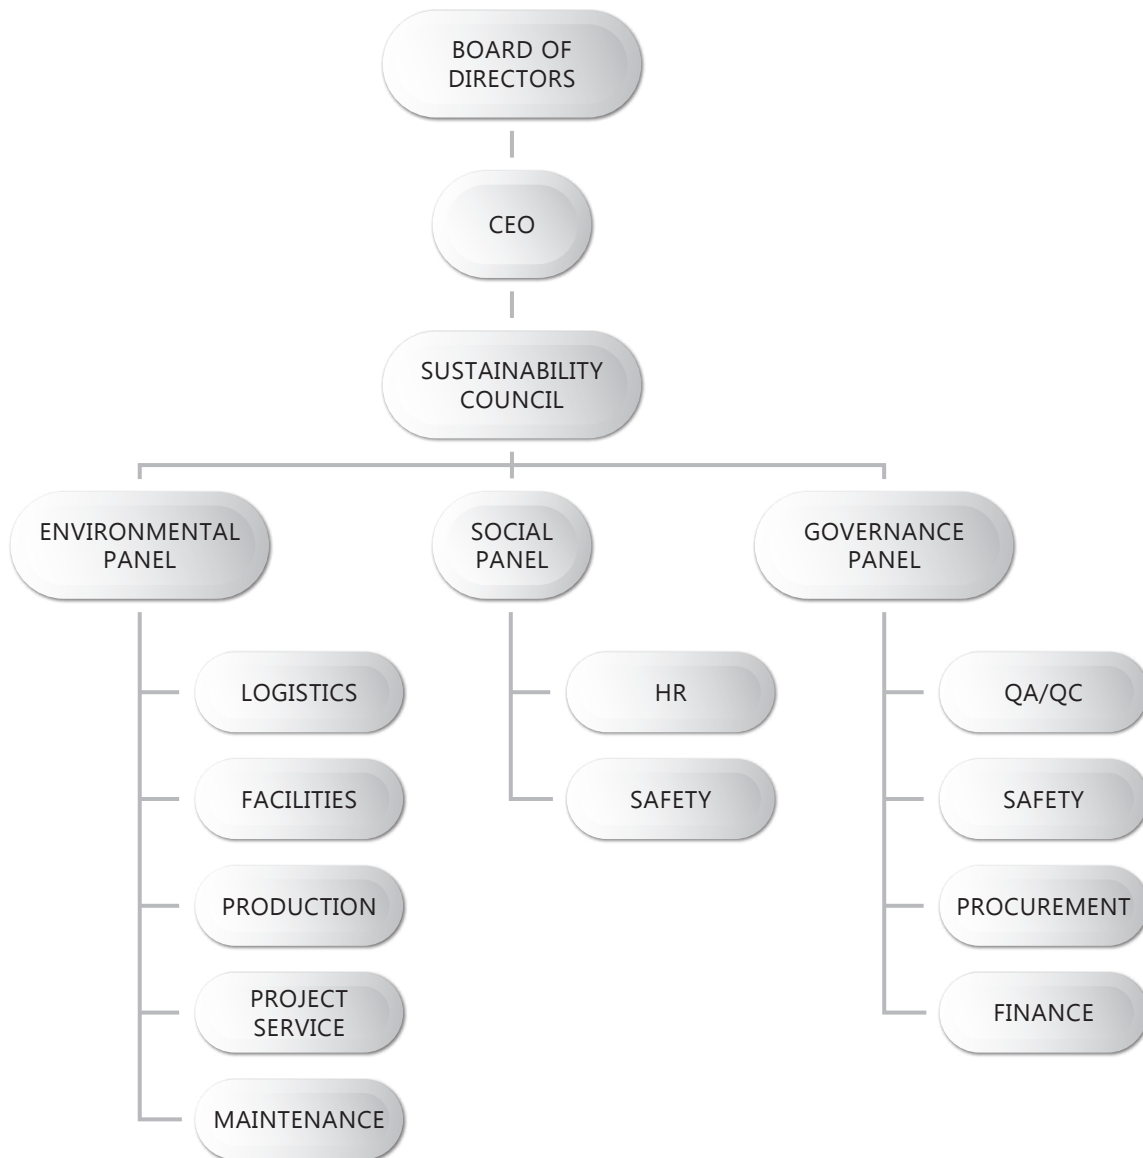 BOARD OF
DIRECTORS
CEO
SUSTAINABILITY
COUNCIL
ENVIRONMENTAL
PANEL
SOCIAL
PANEL
GOVERNANCE
PANEL
LOGISTICS
HR
QA/QC
FACILITIES
SAFETY
SAFETY
PRODUCTION
PROCUREMENT
PROJECT
SERVICE
FINANCE
MAINTENANCE